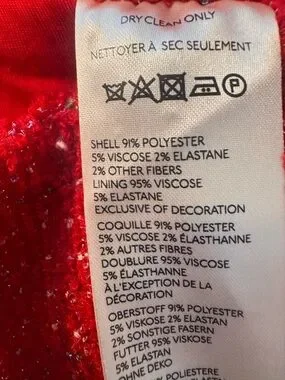 DRY CLEAN ONLY
NETTOYER À SEC SEULEMENT
P
SHELL 91% POLYESTER
5% VISCOSE 2% ELASTANE
2% OTHER FIBERS
LINING 95% VISCOSE
5% ELASTANE
EXCLUSIVE OF DECORATION
COQUILLE 91% POLYESTER
5% VISCOSE 2% ÉLASTHANNE
2% AUTRES FIBRES
DOUBLURE 95% VISCOSE
5% ÉLASTHANNE
À L'EXCEPTION DE LA
DÉCORATION
OBERSTOFF 91% POLYESTER
5% VISKOSE 2% ELASTAN
2% SONSTIGE FASERN
FUTTER 95% VISKOSE
5% ELASTAN
OHNE DEKO
POLIESTERE